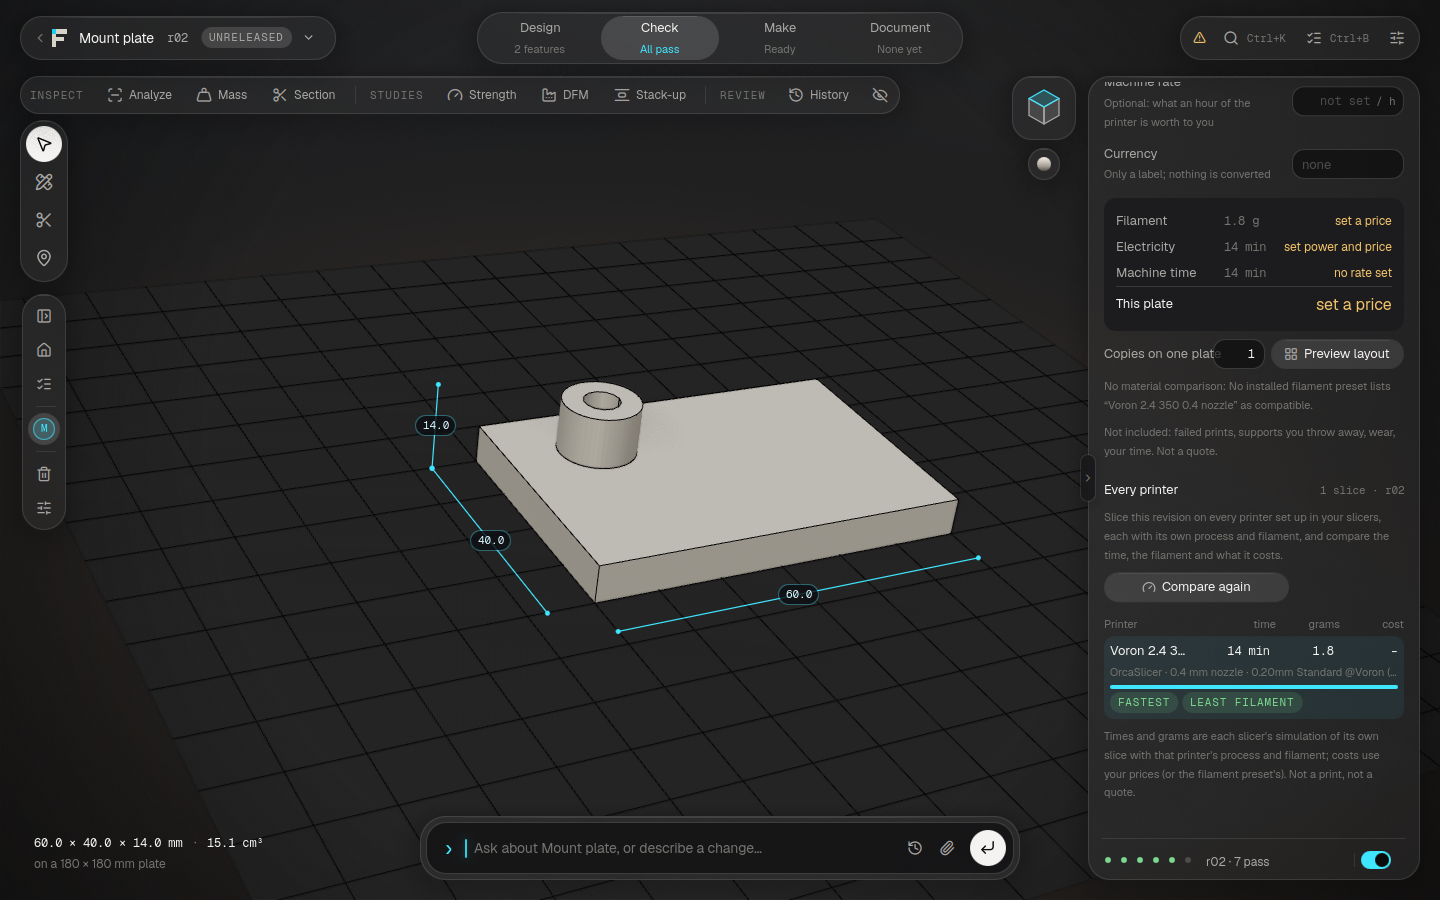 Mount plate r02 UNRELEASED
Design
2 features
Check
All pass
Make
Ready
Document
None yet
Ctrl+K
Ctrl+B
INSPECT Analyze Mass Section STUDIES Strength DFM Stack-up REVIEW History
Machine rate
Optional: what an hour of the
printer is worth to you
not set / h
Currency
Only a label; nothing is converted
none
Filament 1.8 g set a price
Electricity 14 min set power and price
Machine time 14 min no rate set
This plate set a price
Copies on one plate 1 Preview layout
No material comparison: No installed filament preset lists
“Voron 2.4 350 0.4 nozzle” as compatible.
Not included: failed prints, supports you throw away, wear,
your time. Not a quote.
Every printer 1 slice · r02
Slice this revision on every printer set up in your slicers,
each with its own process and filament, and compare the
time, the filament and what it costs.
Compare again
Printer time grams cost
Voron 2.4 3… 14 min 1.8 –
OrcaSlicer · 0.4 mm nozzle · 0.20mm Standard @Voron (…
FASTEST LEAST FILAMENT
Times and grams are each slicer's simulation of its own
slice with that printer's process and filament; costs use
your prices (or the filament preset's). Not a print, not a
quote.
r02 · 7 pass
M
14.0
40.0
60.0
60.0 × 40.0 × 14.0 mm · 15.1 cm³
on a 180 × 180 mm plate
Ask about Mount plate, or describe a change…